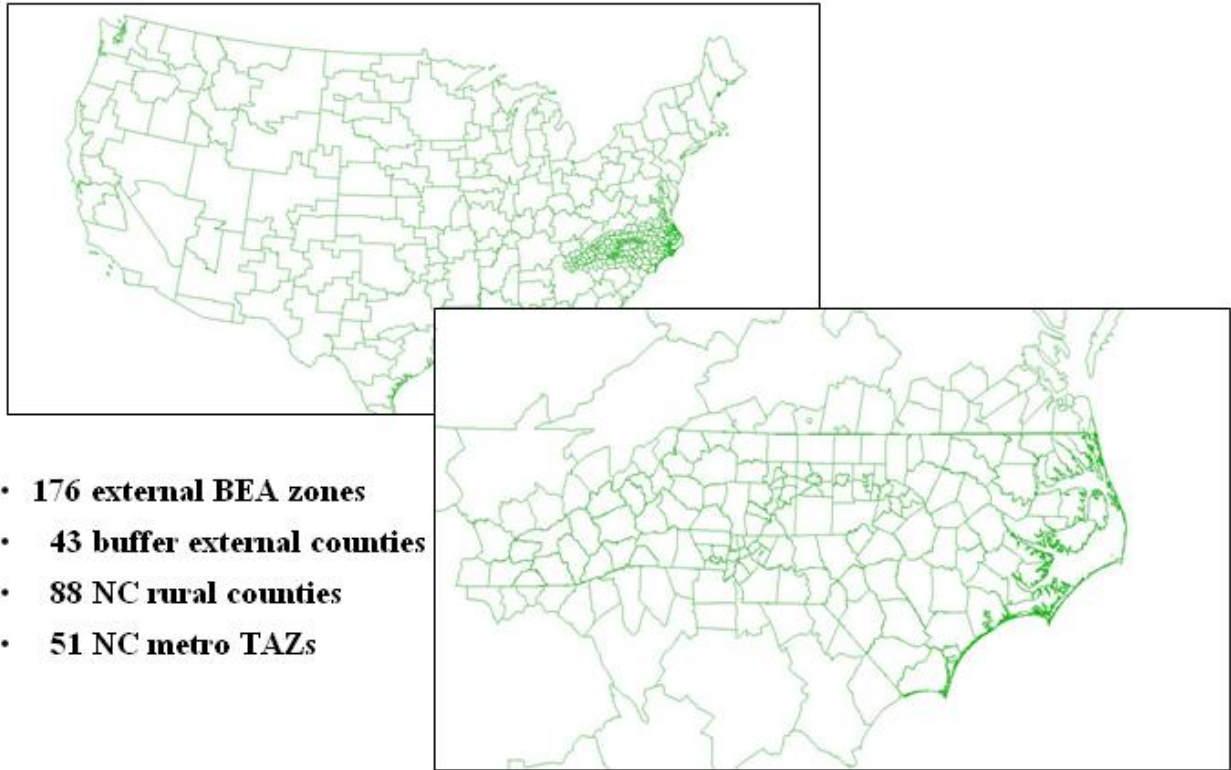 · 176 external BEA zones
· 43 buffer external counties
· 88 NC rural counties
· 51 NC metro TAZs